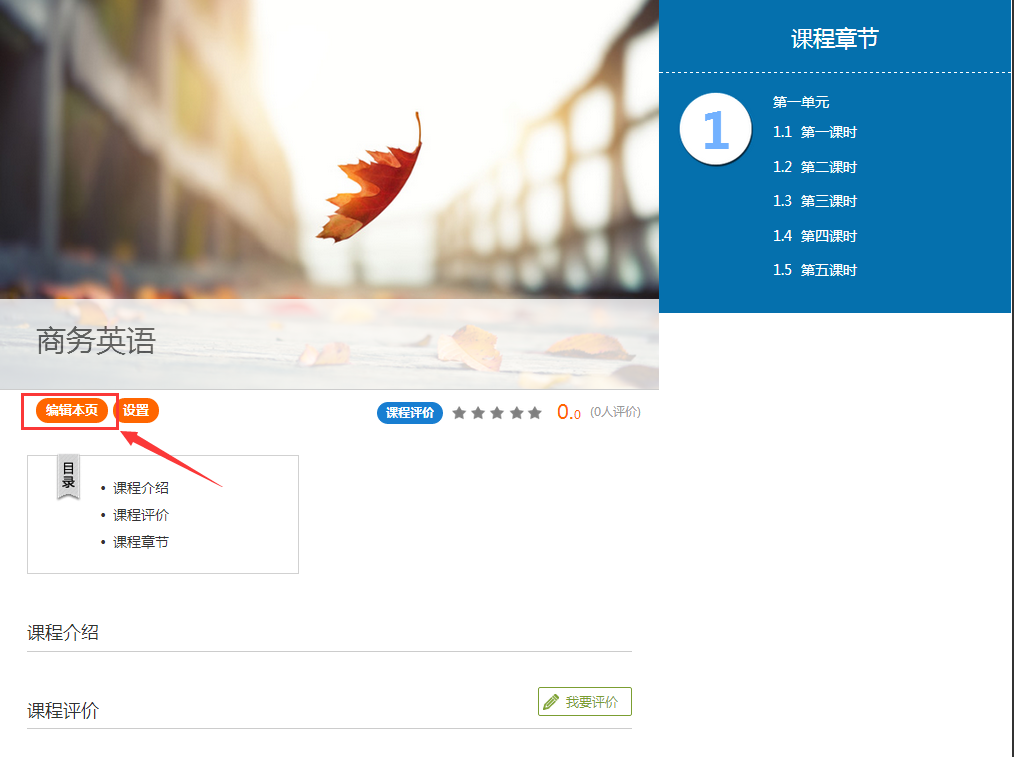 商务英语
编辑本页 设置 课程评价 0.0 (0人评价)
目录
• 课程介绍
• 课程评价
• 课程章节
课程介绍
课程评价 我要评价
课程章节
1
第一单元
1.1 第一课时
1.2 第二课时
1.3 第三课时
1.4 第四课时
1.5 第五课时